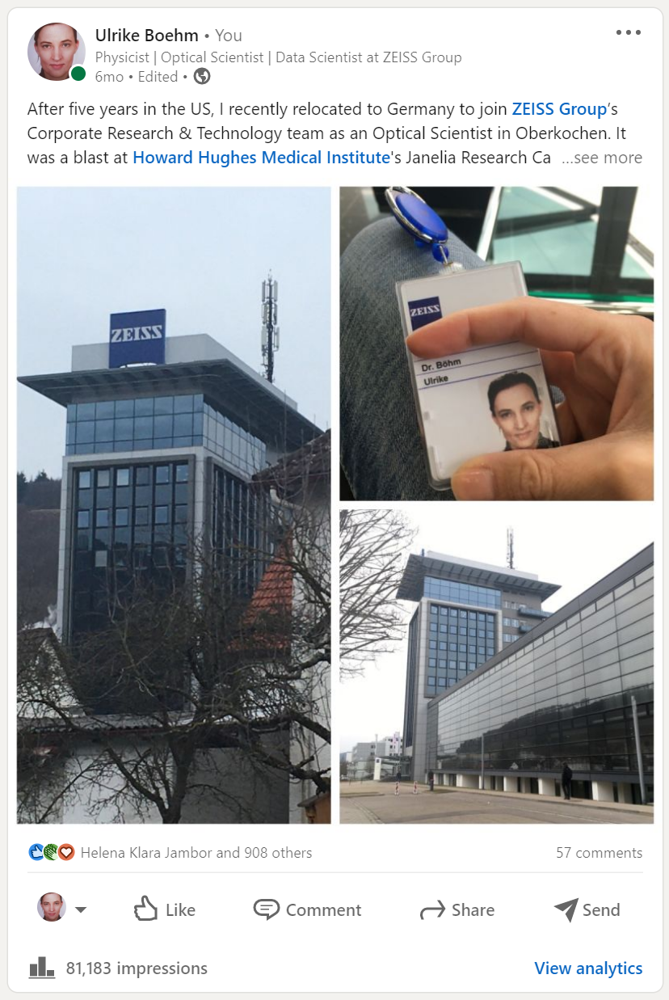 Ulrike Boehm • You
Physicist | Optical Scientist | Data Scientist at ZEISS Group
6mo • Edited •
After five years in the US, I recently relocated to Germany to join ZEISS Group's
Corporate Research & Technology team as an Optical Scientist in Oberkochen. It
was a blast at Howard Hughes Medical Institute's Janelia Research Ca ...see more
ZEISS
ZEISS
Dr. Böhm
Ulrike
Helena Klara Jambor and 908 others
57 comments
Like
Comment
Share
Send
81,183 impressions
View analytics